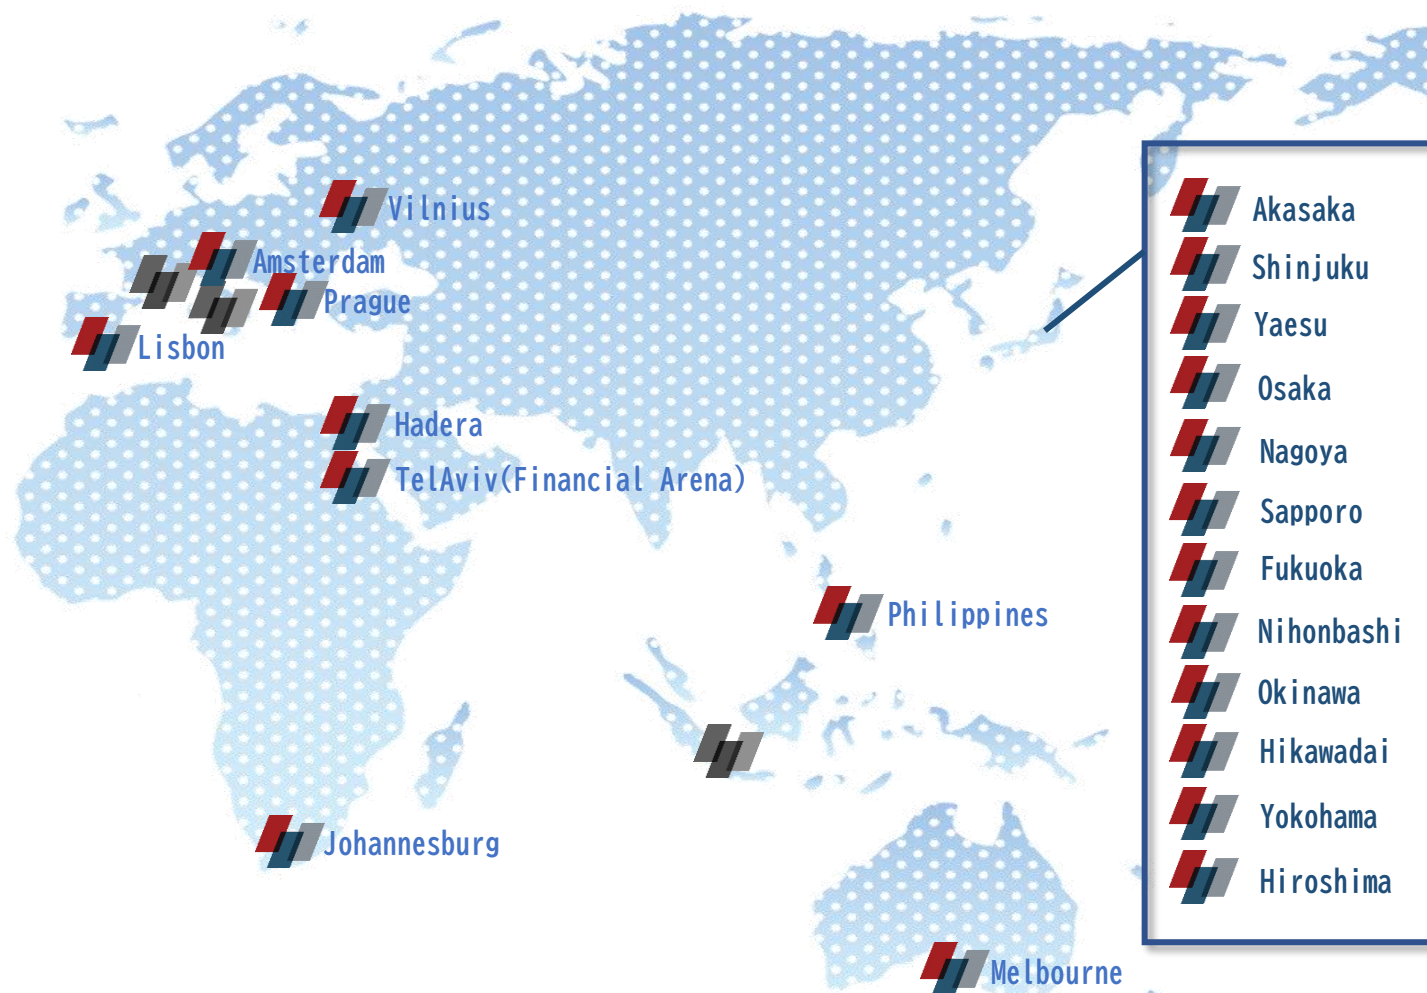 Vilnius
Amsterdam
Prague
Lisbon
Hadera
TelAviv(Financial Arena)
Philippines
Johannesburg
Melbourne
Akasaka
Shinjuku
Yaesu
Osaka
Nagoya
Sapporo
Fukuoka
Nihonbashi
Okinawa
Hikawadai
Yokohama
Hiroshima